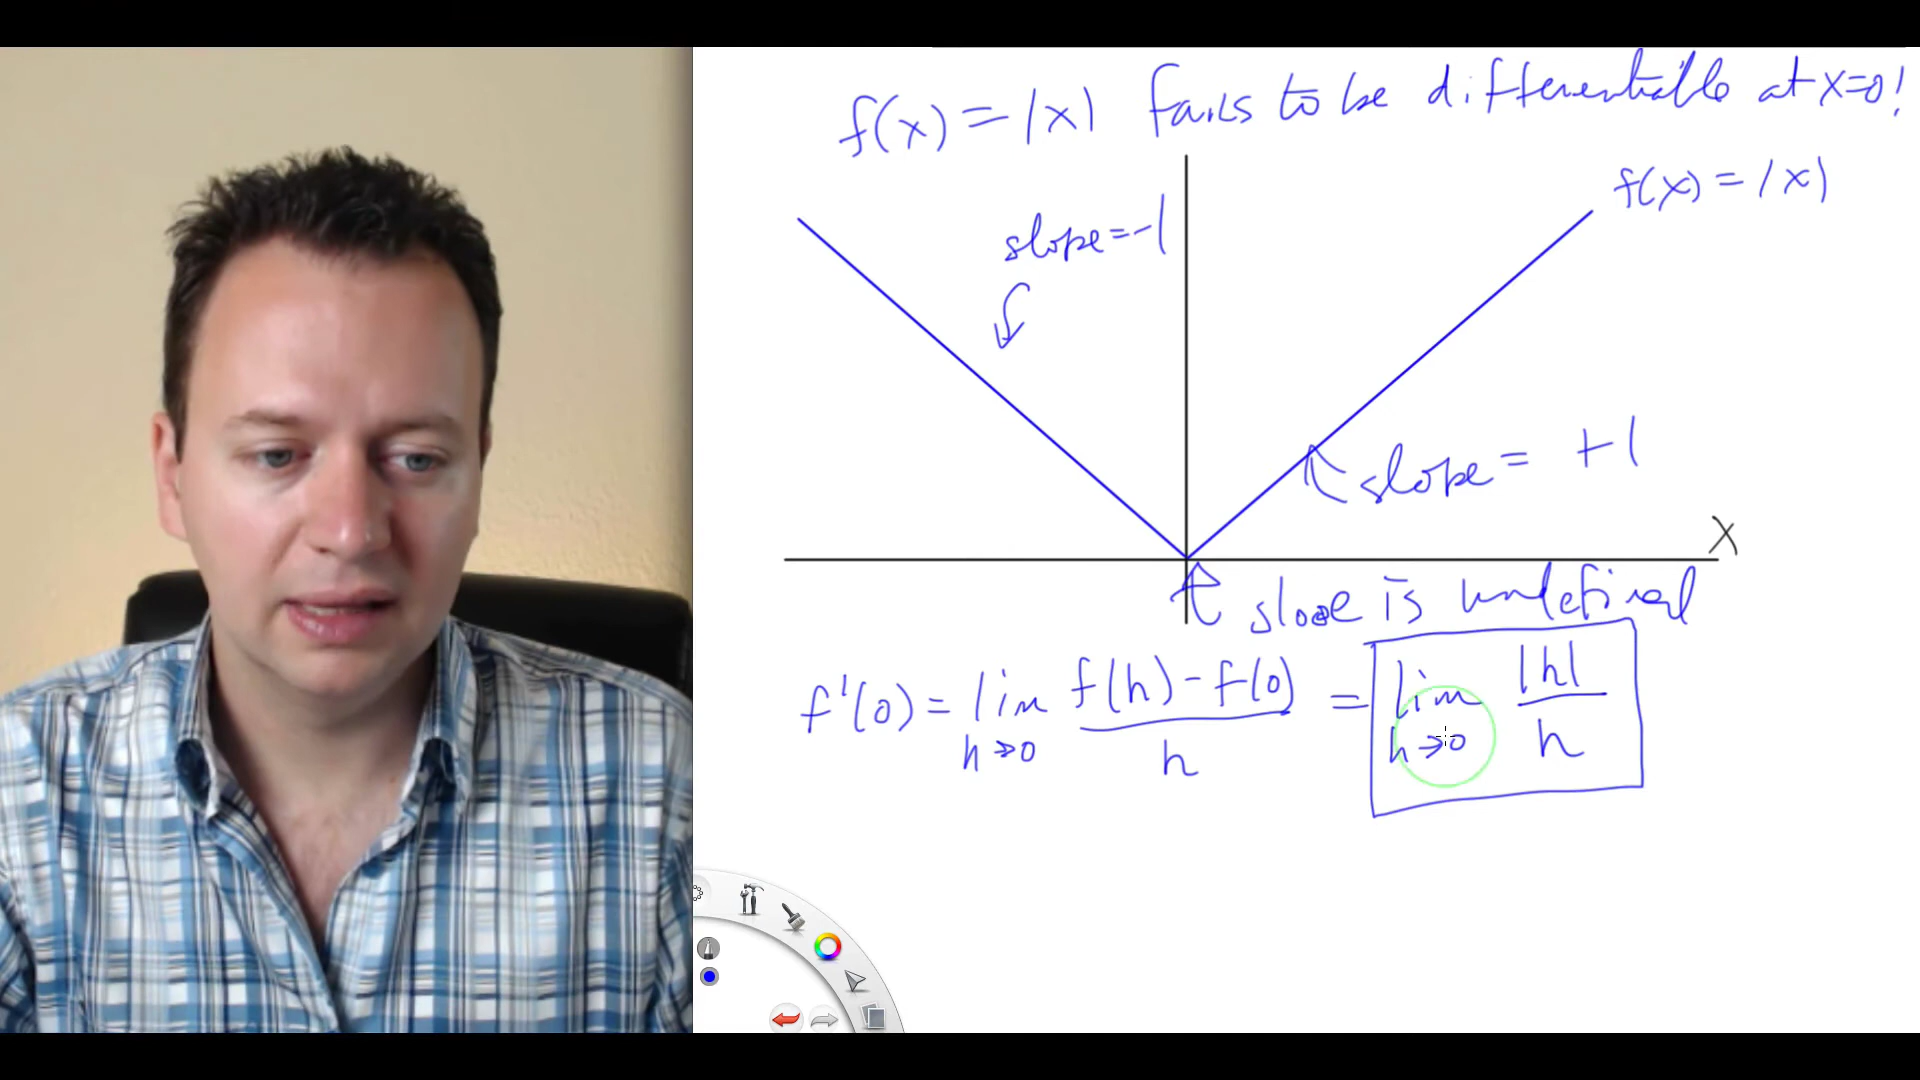 f(x) = |x| fails to be differentiable at x=0!
f(x) = |x|
slope=-1
slope= +1
X
slope is undefined
f'(0) = lim h→0 f(h) - f(0) / h = lim h→0 |h| / h